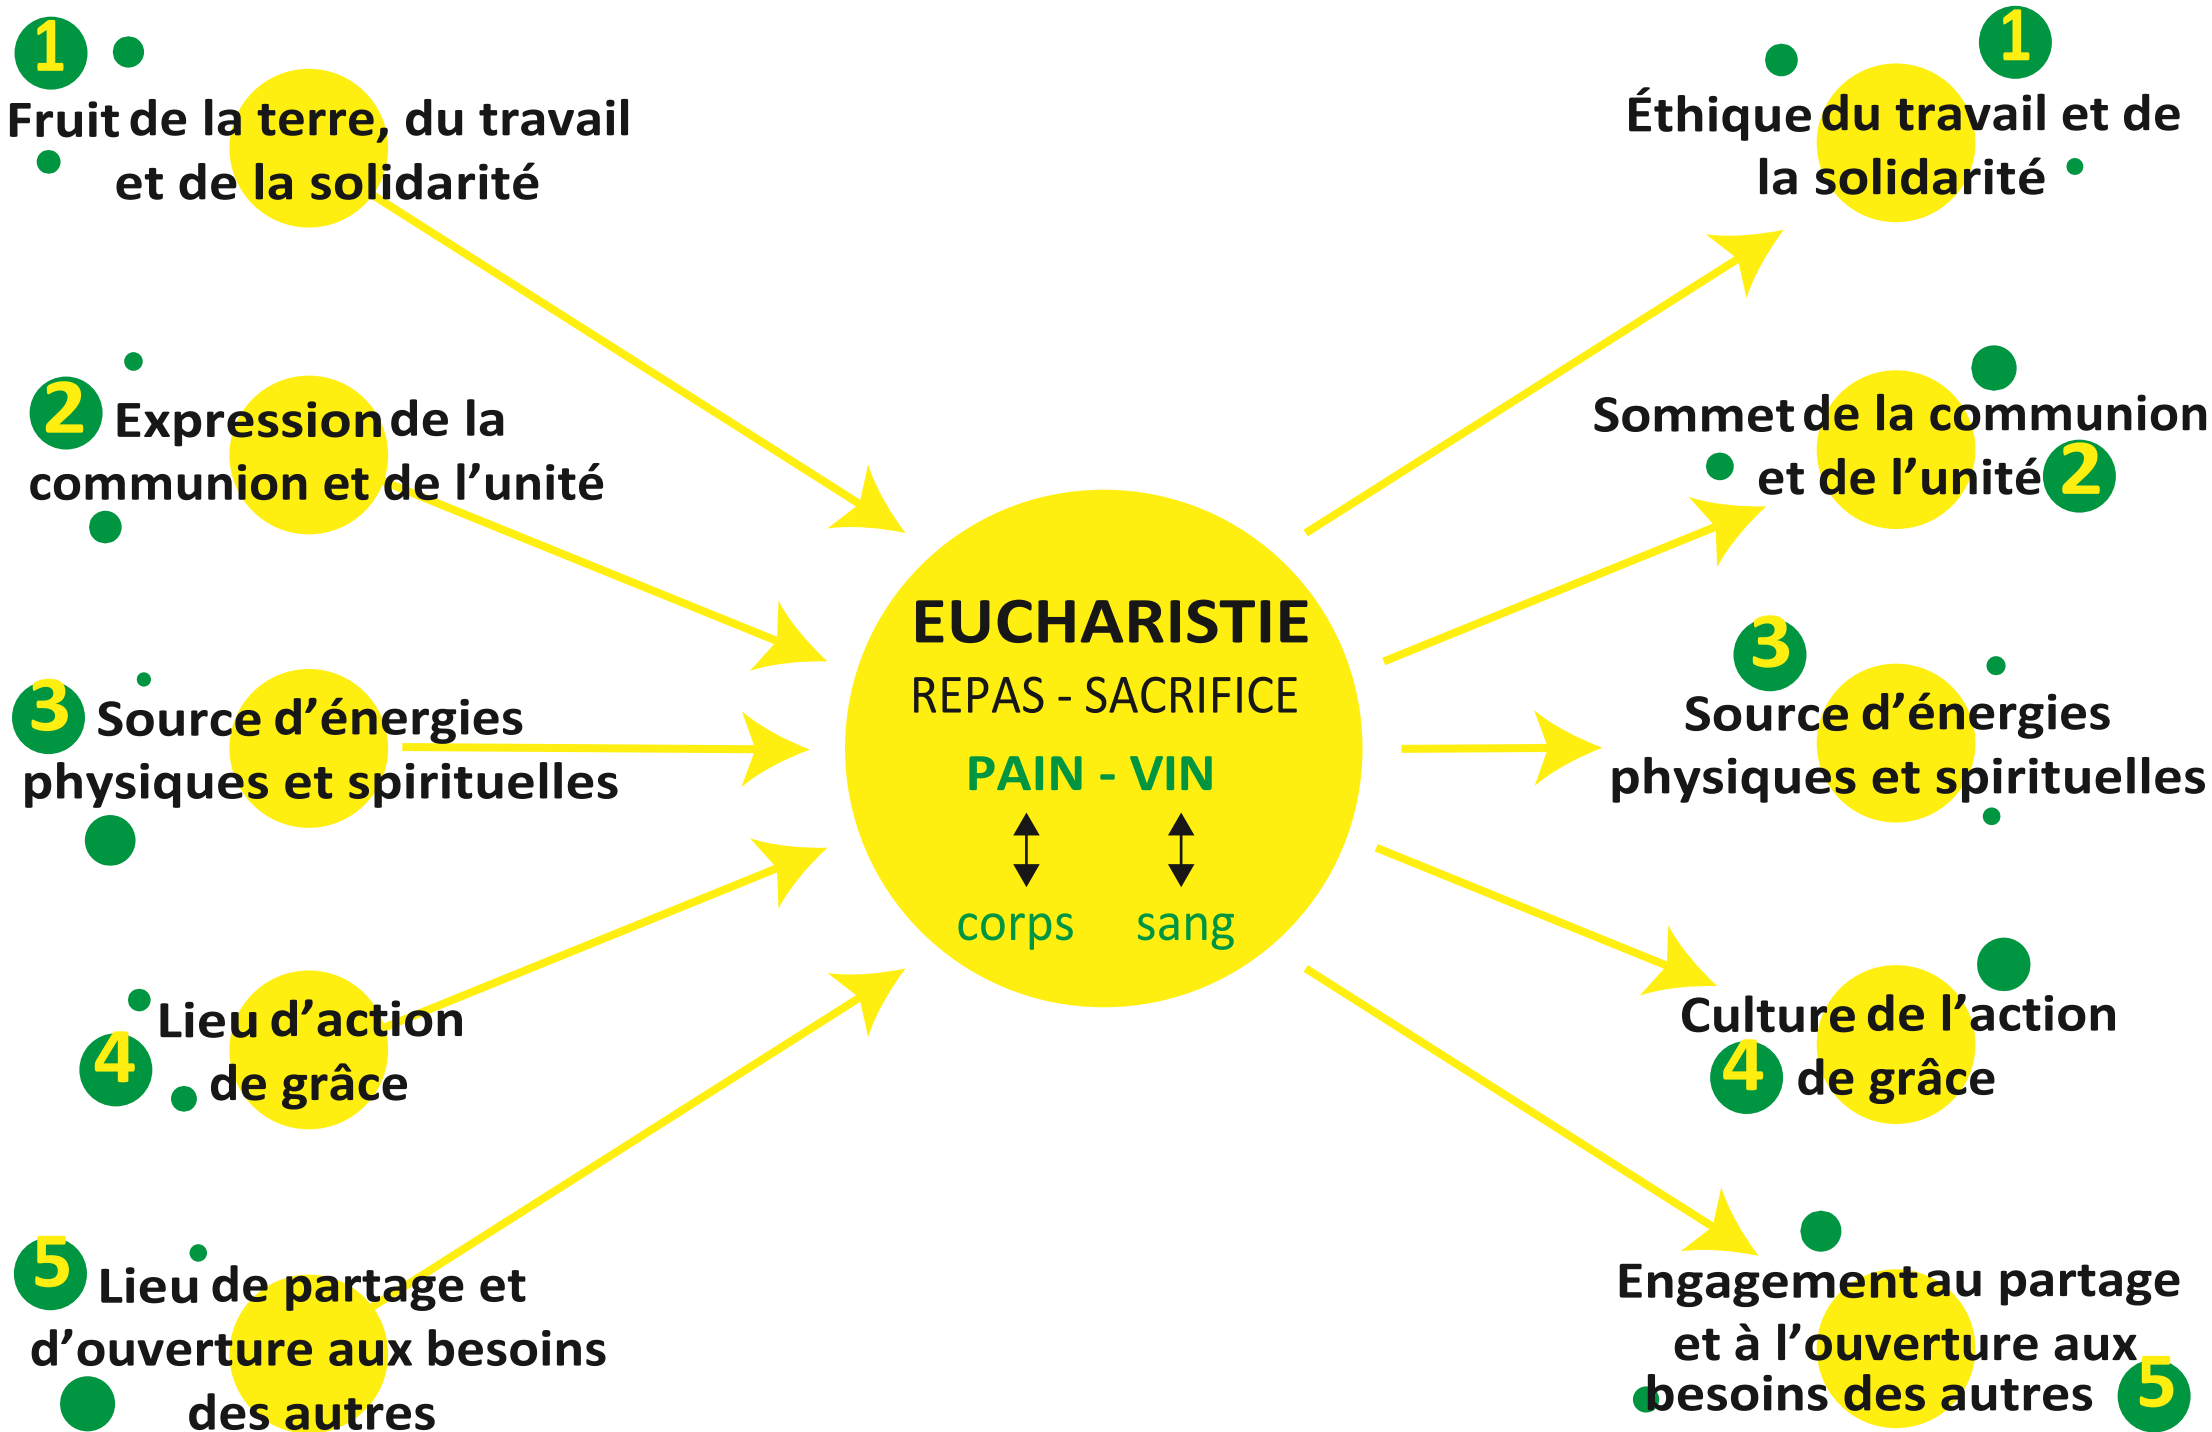 1
Fruit de la terre, du travail
et de la solidarité
2
Expression de la
communion et de l’unité
3
Source d’énergies
physiques et spirituelles
4
Lieu d’action
de grâce
5
Lieu de partage et
d’ouverture aux besoins
des autres
EUCHARISTIE
REPAS - SACRIFICE
PAIN - VIN
corps sang
1
Éthique du travail et de
la solidarité
Sommet de la communion
et de l’unité
2
3
Source d’énergies
physiques et spirituelles
Culture de l’action
4
de grâce
Engagement au partage
et à l’ouverture aux
besoins des autres
5